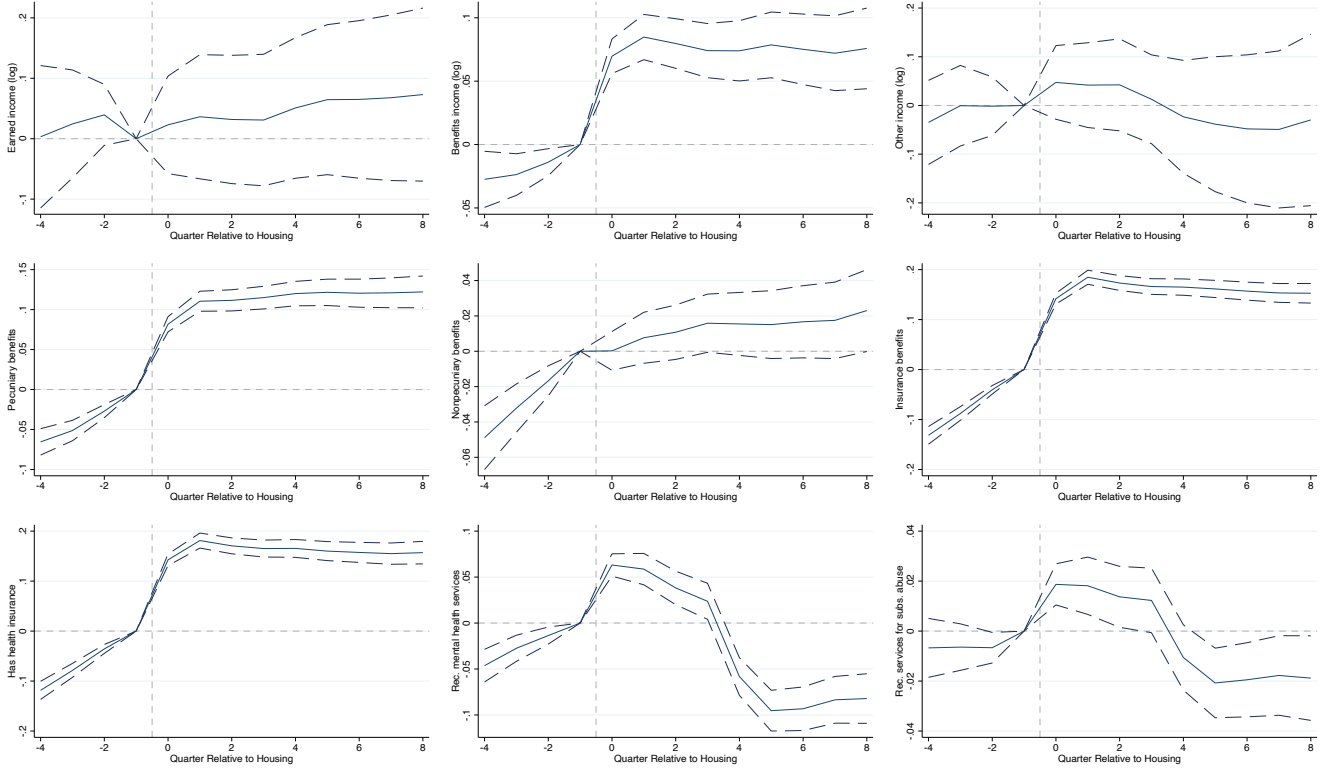 Earned income (log)
.2
.1
0
-.1
-4 -2 0 2 4 6 8
Quarter Relative to Housing
Benefits income (log)
.1
.05
0
-.05
-4 -2 0 2 4 6 8
Quarter Relative to Housing
Other income (log)
.2
.1
0
-.1
-.2
-4 -2 0 2 4 6 8
Quarter Relative to Housing
Pecuniary benefits
.15
.1
.05
0
-.05
-.1
-4 -2 0 2 4 6 8
Quarter Relative to Housing
Nonpecuniary benefits
.04
.02
0
-.02
-.04
-.06
-4 -2 0 2 4 6 8
Quarter Relative to Housing
Insurance benefits
.2
.1
0
-.1
-.2
-4 -2 0 2 4 6 8
Quarter Relative to Housing
Has health insurance
.2
.1
0
-.1
-.2
-4 -2 0 2 4 6 8
Quarter Relative to Housing
Rec. mental health services
.1
.05
0
-.05
-.1
-4 -2 0 2 4 6 8
Quarter Relative to Housing
Rec. services for subs. abuse
.04
.02
0
-.02
-.04
-4 -2 0 2 4 6 8
Quarter Relative to Housing